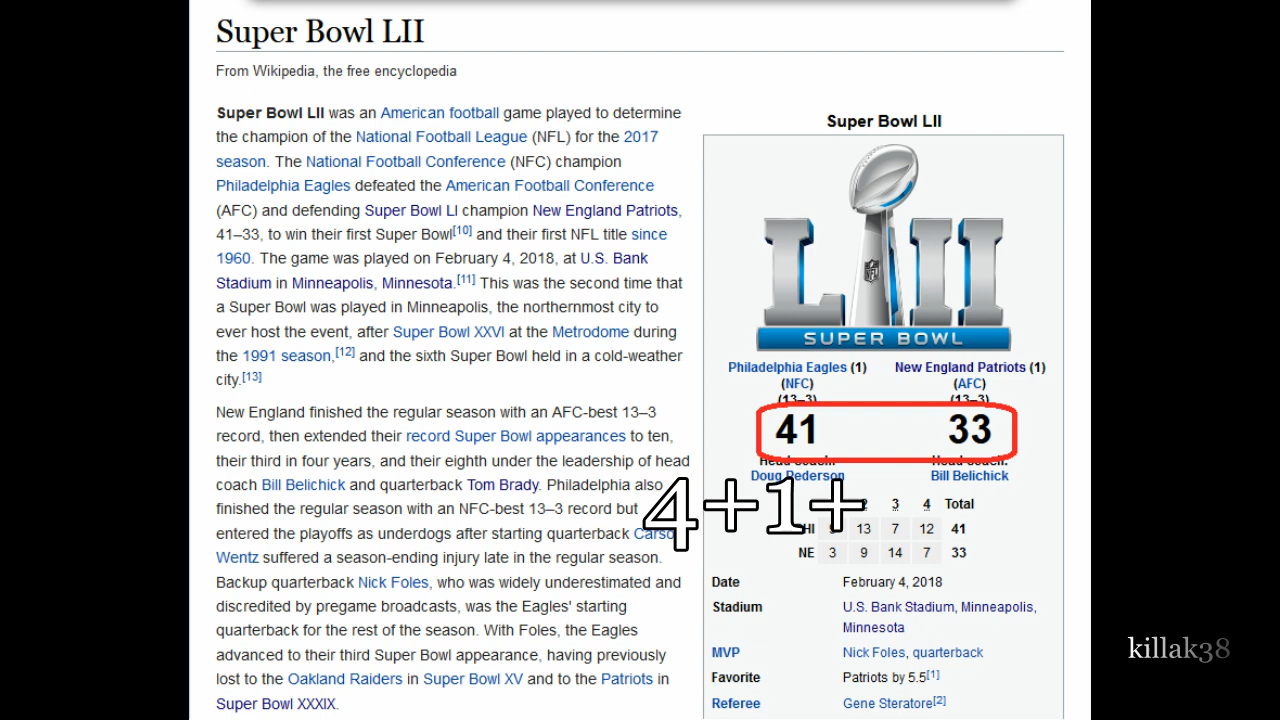 Super Bowl LII
From Wikipedia, the free encyclopedia
Super Bowl LII was an American football game played to determine
the champion of the National Football League (NFL) for the 2017
season. The National Football Conference (NFC) champion
Philadelphia Eagles defeated the American Football Conference
(AFC) and defending Super Bowl LI champion New England Patriots,
41–33, to win their first Super Bowl[10] and their first NFL title since
1960. The game was played on February 4, 2018, at U.S. Bank
Stadium in Minneapolis, Minnesota.[11] This was the second time that
a Super Bowl was played in Minneapolis, the northernmost city to
ever host the event, after Super Bowl XXVI at the Metrodome during
the 1991 season,[12] and the sixth Super Bowl held in a cold-weather
city.[13]
New England finished the regular season with an AFC-best 13–3
record, then extended their record Super Bowl appearances to ten,
their third in four years, and their eighth under the leadership of head
coach Bill Belichick and quarterback Tom Brady. Philadelphia also
finished the regular season with an NFC-best 13–3 record but
entered the playoffs as underdogs after starting quarterback Carso
Wentz suffered a season-ending injury late in the regular season.
Backup quarterback Nick Foles, who was widely underestimated and
discredited by pregame broadcasts, was the Eagles' starting
quarterback for the rest of the season. With Foles, the Eagles
advanced to their third Super Bowl appearance, having previously
lost to the Oakland Raiders in Super Bowl XV and to the Patriots in
Super Bowl XXXIX.
Super Bowl LII
LII
NFL
SUPER BOWL
Philadelphia Eagles (1) New England Patriots (1)
(NFC) (AFC)
(13–3) (13–3)
41 33
Head coach: Head coach:
Doug Pederson Bill Belichick
4+1+
2 3 4 Total
HI 9 13 7 12 41
NE 3 9 14 7 33
Date February 4, 2018
Stadium U.S. Bank Stadium, Minneapolis,
Minnesota
MVP Nick Foles, quarterback
Favorite Patriots by 5.5[1]
Referee Gene Steratore[2]
killak38